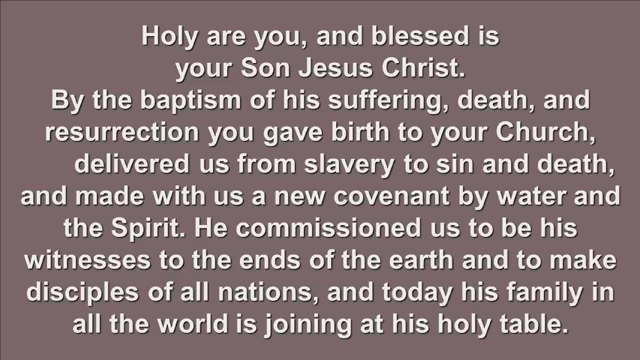 Holy are you, and blessed is
your Son Jesus Christ.
By the baptism of his suffering, death, and
resurrection you gave birth to your Church,
delivered us from slavery to sin and death,
and made with us a new covenant by water and
the Spirit. He commissioned us to be his
witnesses to the ends of the earth and to make
disciples of all nations, and today his family in
all the world is joining at his holy table.